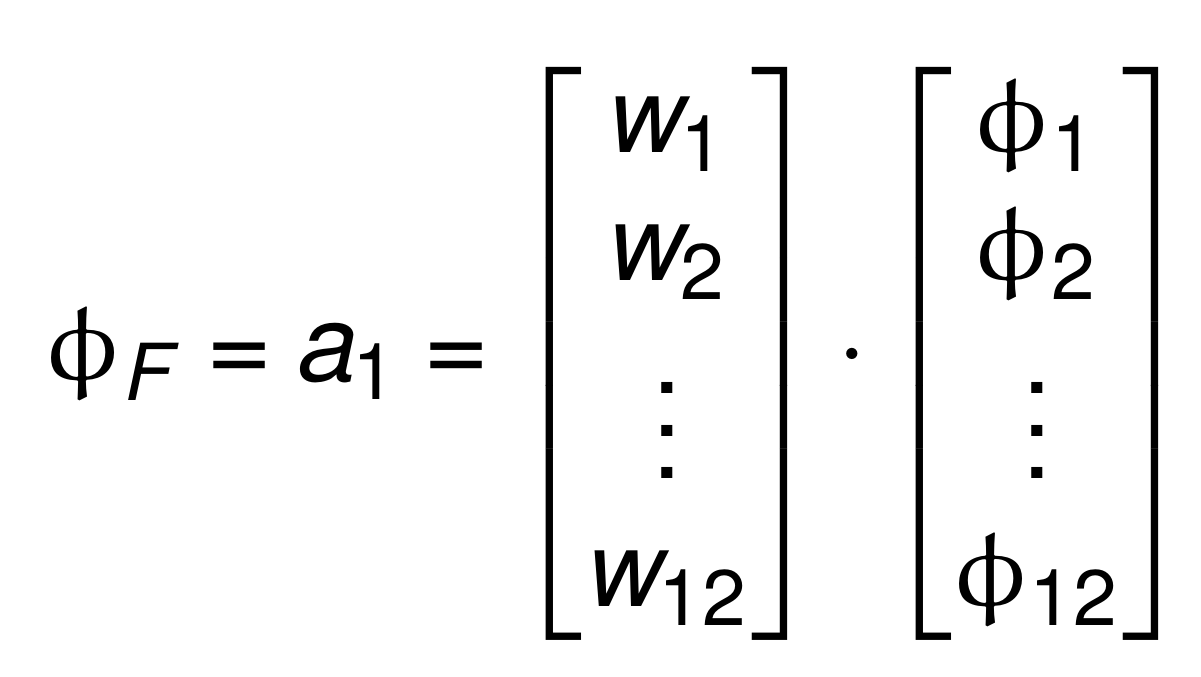 ϕ_F = a_1 = [w_1 w_2 ⋮ w_12] · [ϕ_1 ϕ_2 ⋮ ϕ_12]